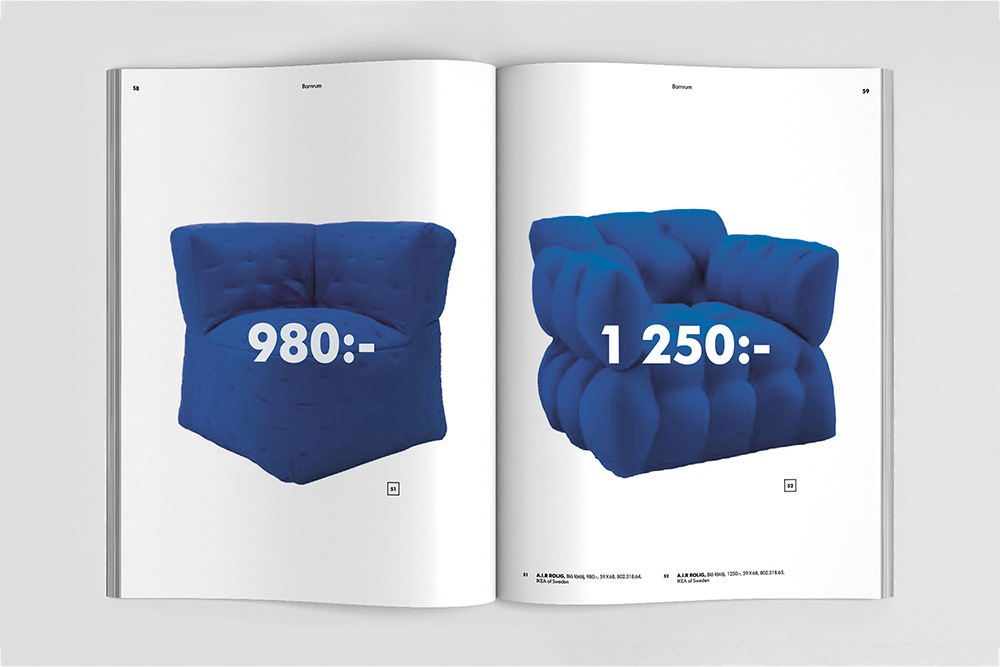 58
Barnrum
980:-
51
51 A.I.R ROLIG, Blå fåtölj, 980:-, 59X68, 802.318.64,
IKEA of Sweden
Barnrum
59
1 250:-
52
52 A.I.R ROLIG, Blå fåtölj, 1250:-, 59X68, 802.318.63,
IKEA of Sweden